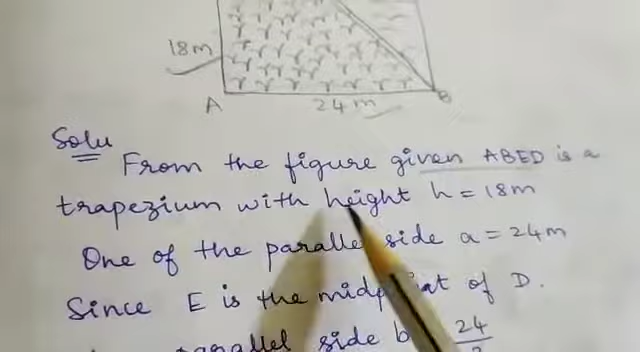 18m
A
24m
B
Solu
From the figure given ABED is a
trapezium with height h = 18m
One of the parallel side a = 24m
Since E is the midpoint of D.
parallel side b 24